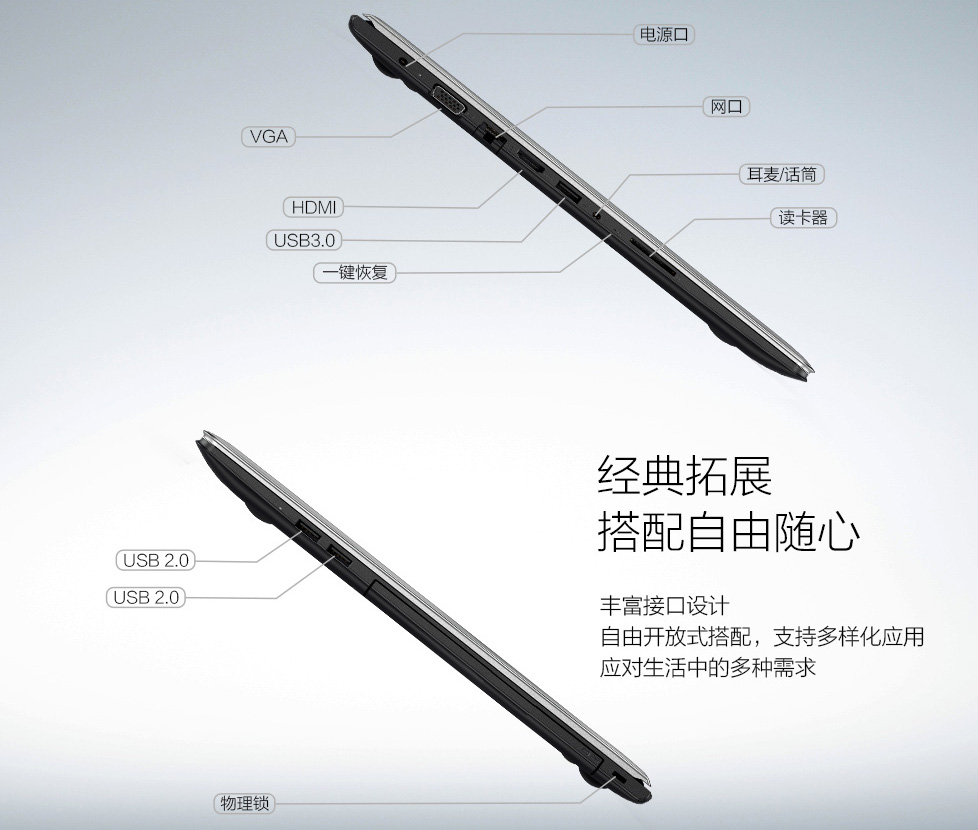 电源口
网口
VGA
耳麦/话筒
HDMI
读卡器
USB3.0
一键恢复
经典拓展
搭配自由随心
USB 2.0
USB 2.0
丰富接口设计
自由开放式搭配，支持多样化应用
应对生活中的多种需求
物理锁